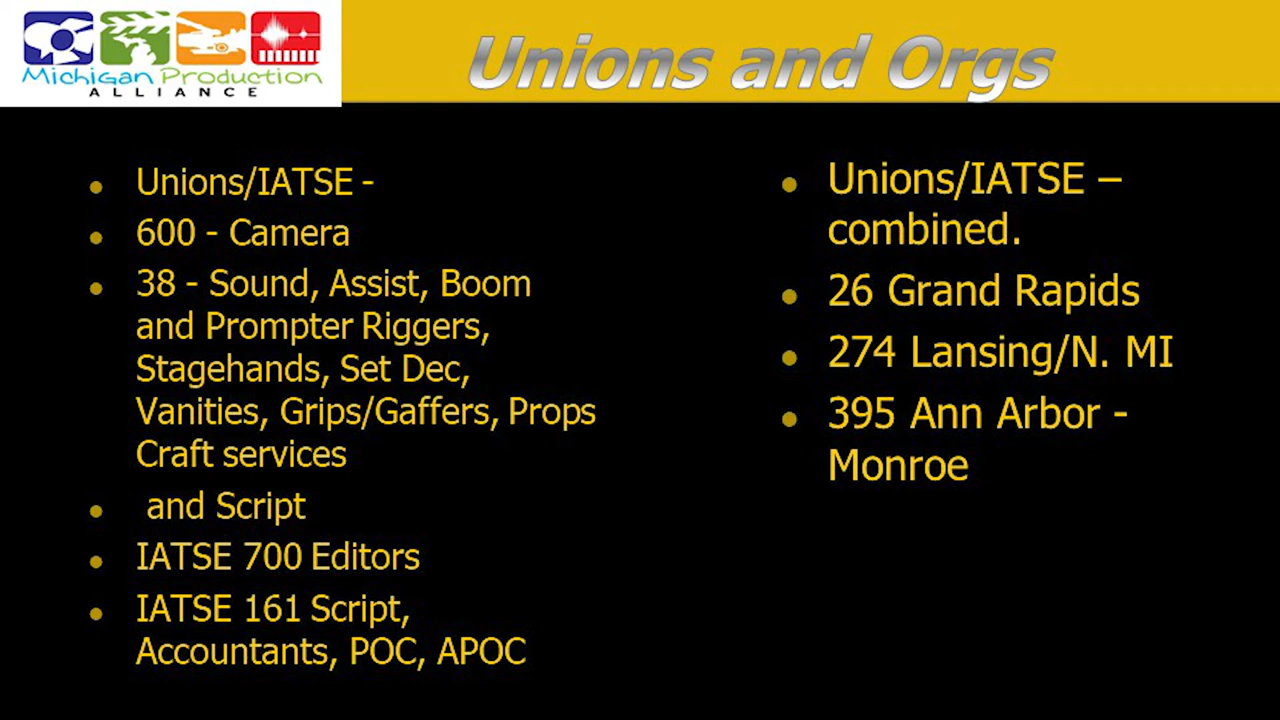 Michigan Production
ALLIANCE
Unions and Orgs
Unions/IATSE -
600 - Camera
38 - Sound, Assist, Boom
and Prompter Riggers,
Stagehands, Set Dec,
Vanities, Grips/Gaffers, Props
Craft services
and Script
IATSE 700 Editors
IATSE 161 Script,
Accountants, POC, APOC
Unions/IATSE –
combined.
26 Grand Rapids
274 Lansing/N. MI
395 Ann Arbor -
Monroe